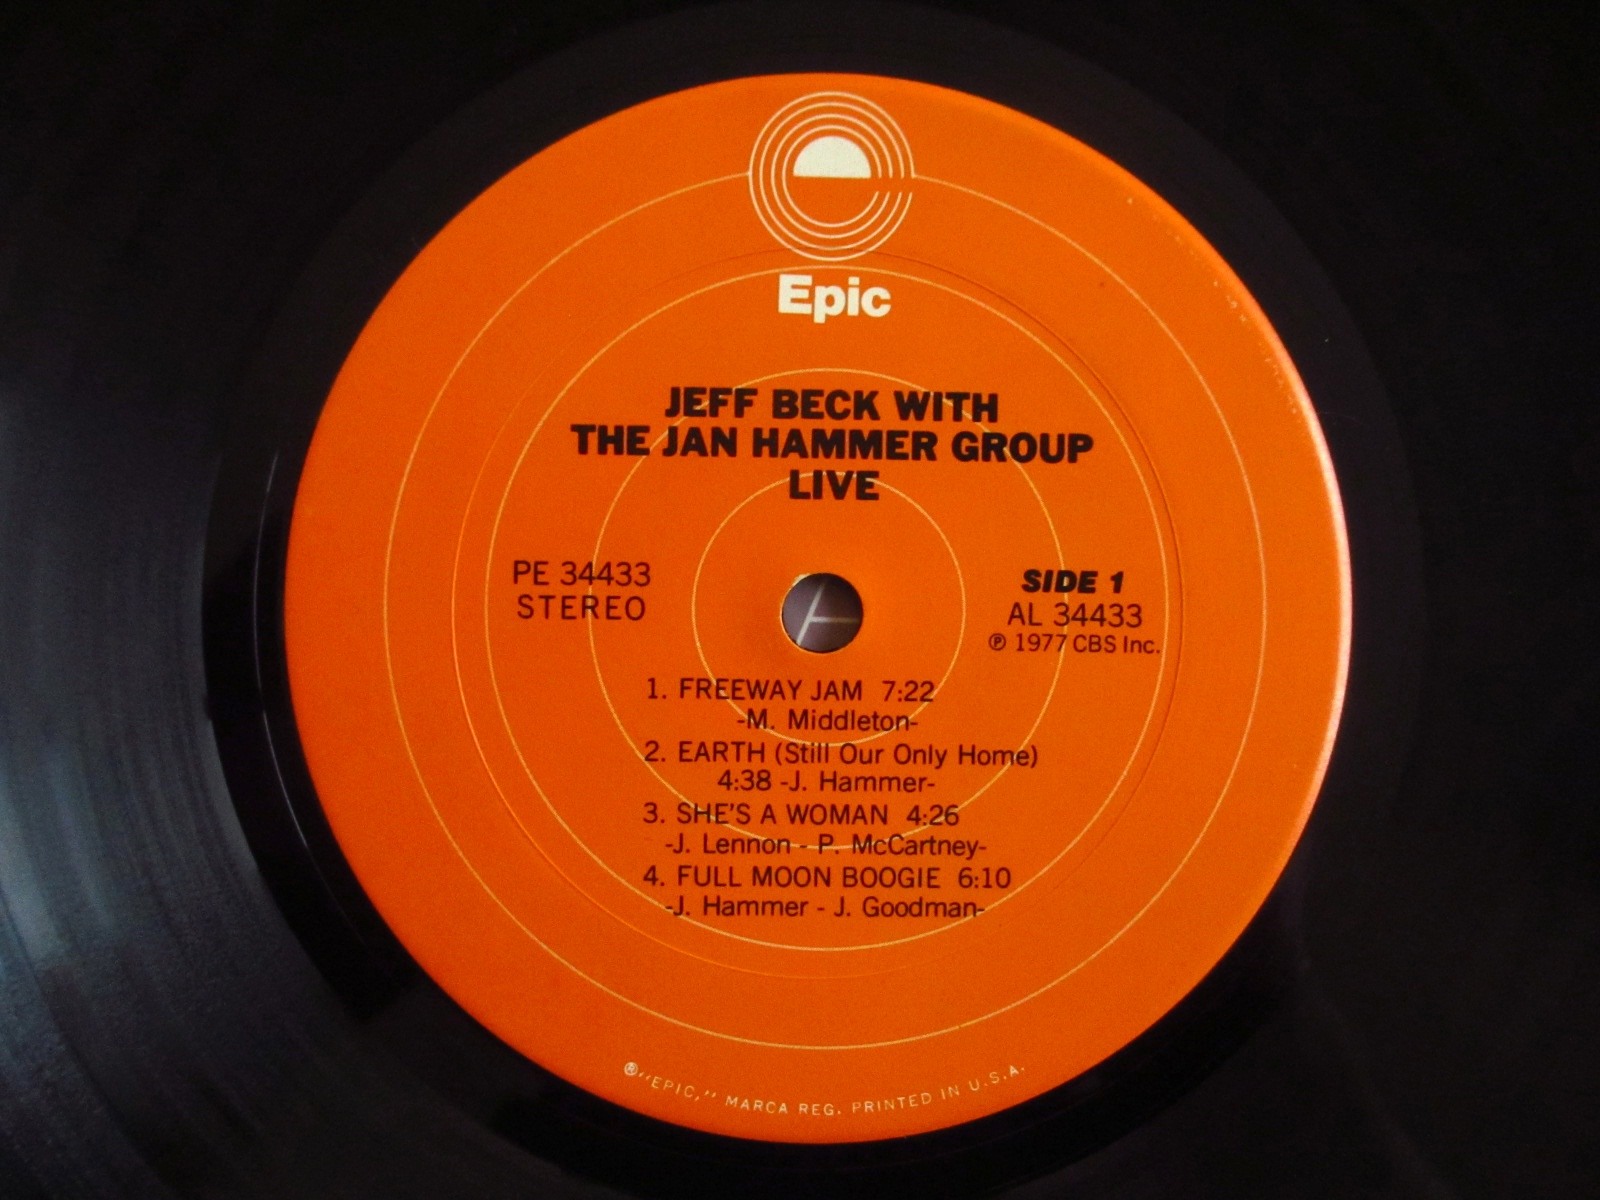 Epic
JEFF BECK WITH
THE JAN HAMMER GROUP
LIVE
PE 34433
STEREO
SIDE 1
AL 34433
℗ 1977 CBS Inc.
1. FREEWAY JAM 7:22
-M. Middleton-
2. EARTH (Still Our Only Home)
4:38 -J. Hammer-
3. SHE'S A WOMAN 4:26
-J. Lennon - P. McCartney-
4. FULL MOON BOOGIE 6:10
-J. Hammer - J. Goodman-
®"EPIC," MARCA REG. PRINTED IN U.S.A.